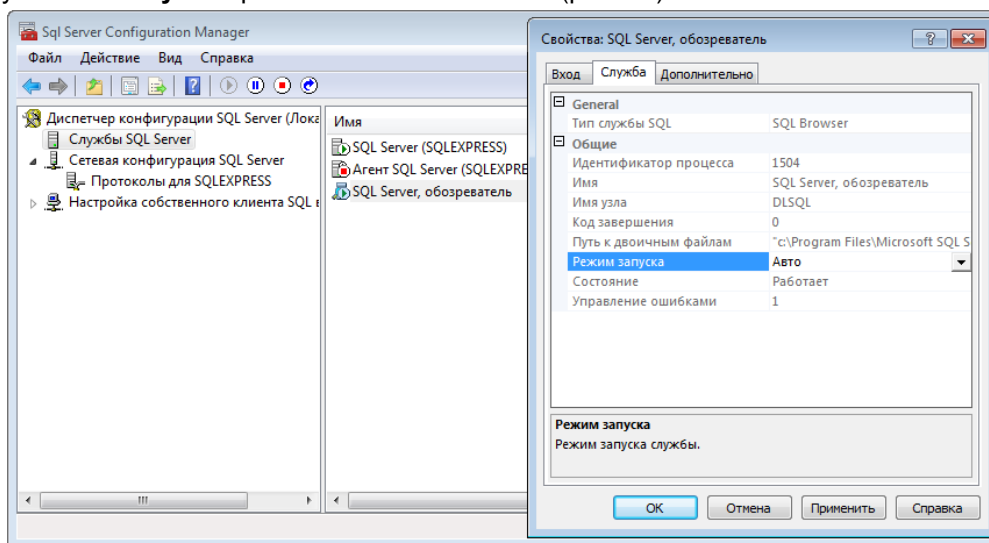 Sql Server Configuration Manager
Файл Действие Вид Справка
Диспетчер конфигурации SQL Server (Лока
Службы SQL Server
Сетевая конфигурация SQL Server
Протоколы для SQLEXPRESS
Настройка собственного клиента SQL
Имя
SQL Server (SQLEXPRESS)
Агент SQL Server (SQLEXPRE
SQL Server, обозреватель
Свойства: SQL Server, обозреватель
Вход Служба Дополнительно
General
Тип службы SQL SQL Browser
Общие
Идентификатор процесса 1504
Имя SQL Server, обозреватель
Имя узла DLSQL
Код завершения 0
Путь к двоичным файлам "c:\Program Files\Microsoft SQL S
Режим запуска Авто
Состояние Работает
Управление ошибками 1
Режим запуска
Режим запуска службы.
OK Отмена Применить Справка